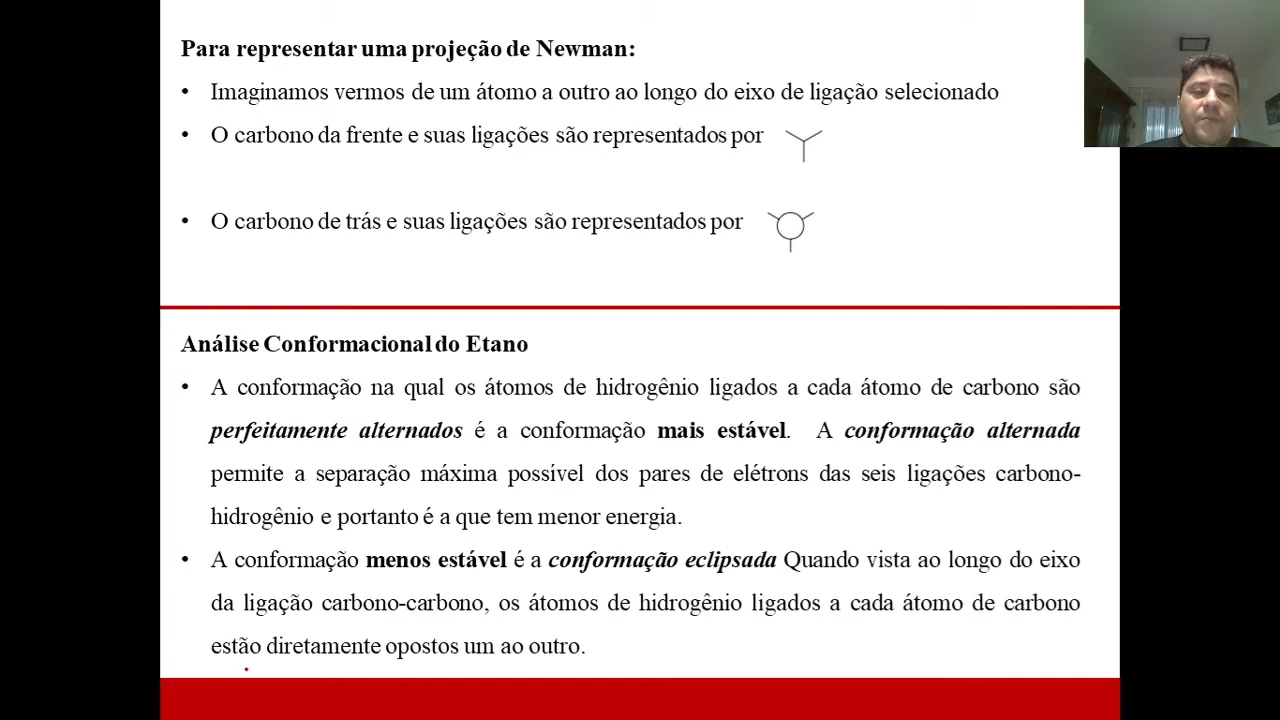 Para representar uma projeção de Newman:
• Imaginamos vermos de um átomo a outro ao longo do eixo de ligação selecionado
• O carbono da frente e suas ligações são representados por
• O carbono de trás e suas ligações são representados por
Análise Conformacional do Etano
• A conformação na qual os átomos de hidrogênio ligados a cada átomo de carbono são
perfeitamente alternados é a conformação mais estável. A conformação alternada
permite a separação máxima possível dos pares de elétrons das seis ligações carbono-
hidrogênio e portanto é a que tem menor energia.
• A conformação menos estável é a conformação eclipsada Quando vista ao longo do eixo
da ligação carbono-carbono, os átomos de hidrogênio ligados a cada átomo de carbono
estão diretamente opostos um ao outro.